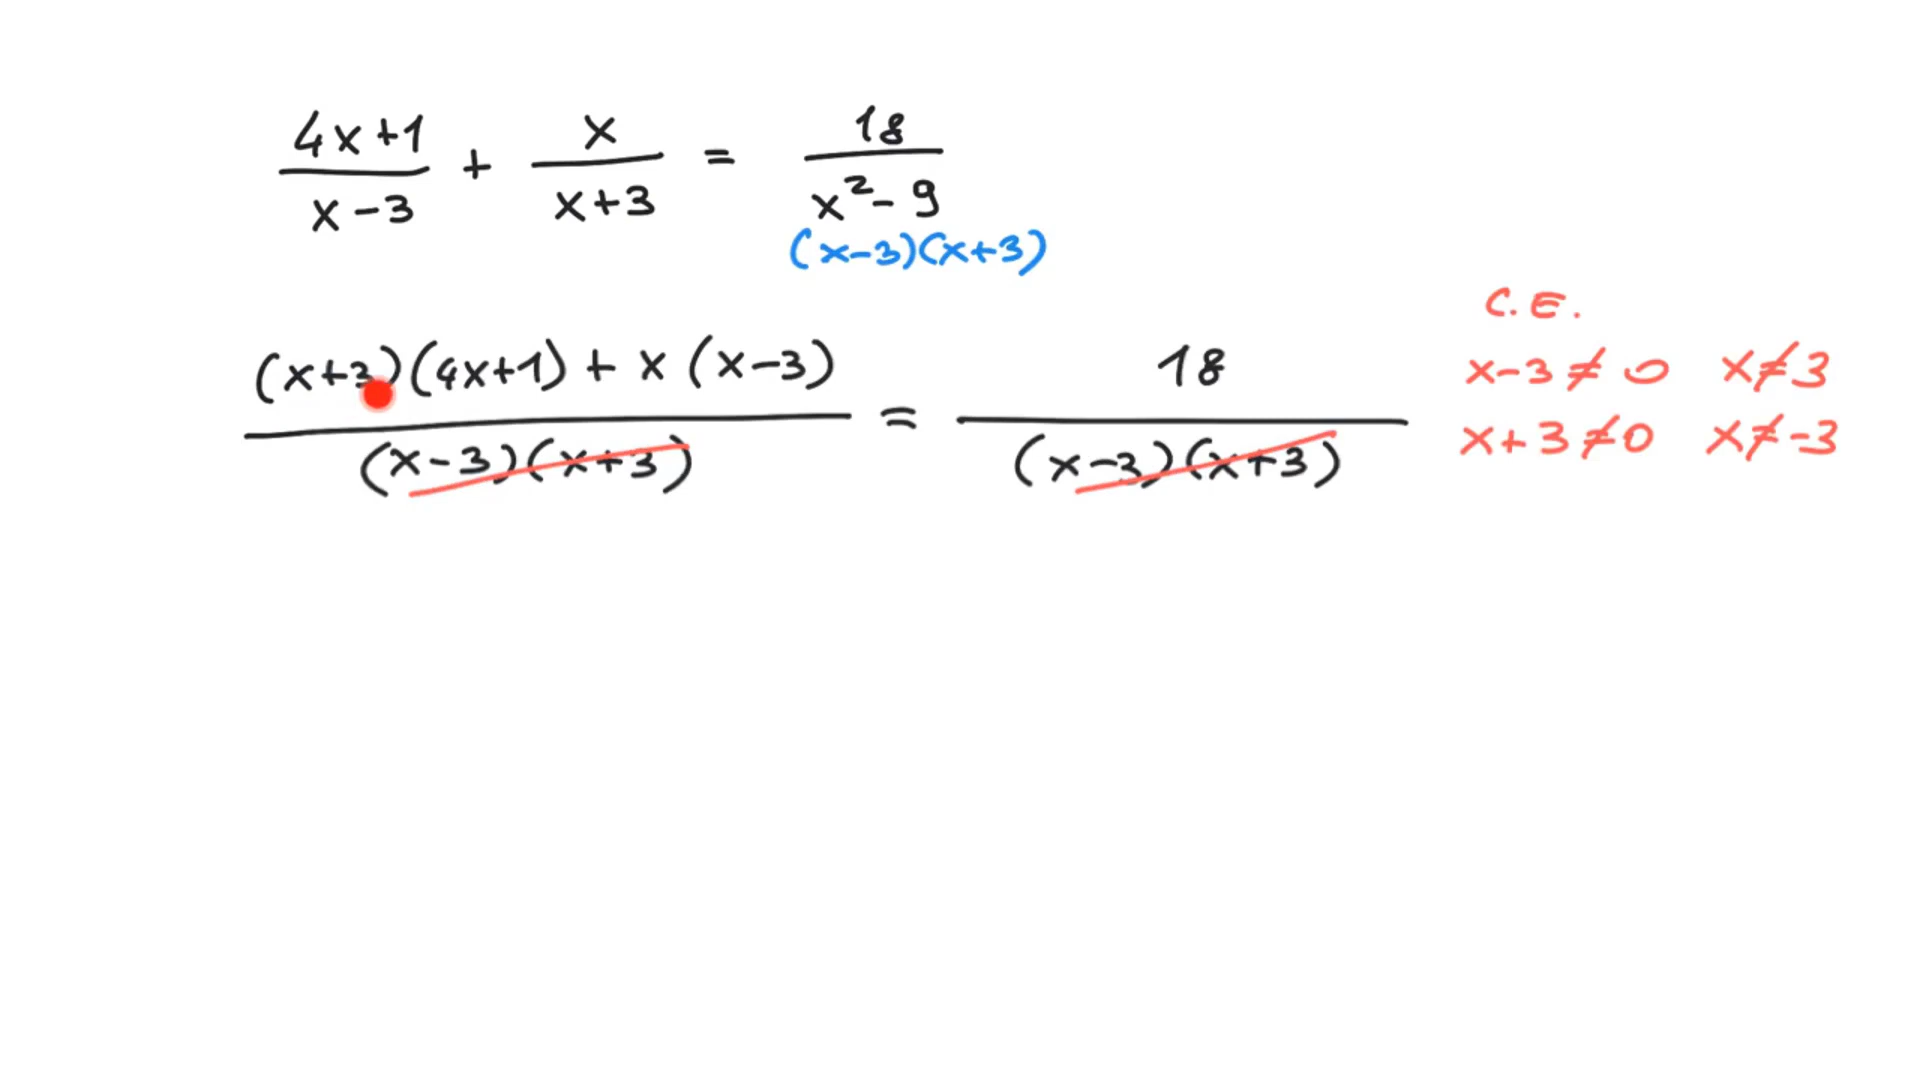 (4x+1)/(x-3) + x/(x+3) = 18/(x²-9)
(x-3)(x+3)
((x+3)(4x+1) + x(x-3))/((x-3)(x+3)) = 18/((x-3)(x+3))
C.E.
x-3≠0 x≠3
x+3≠0 x≠-3